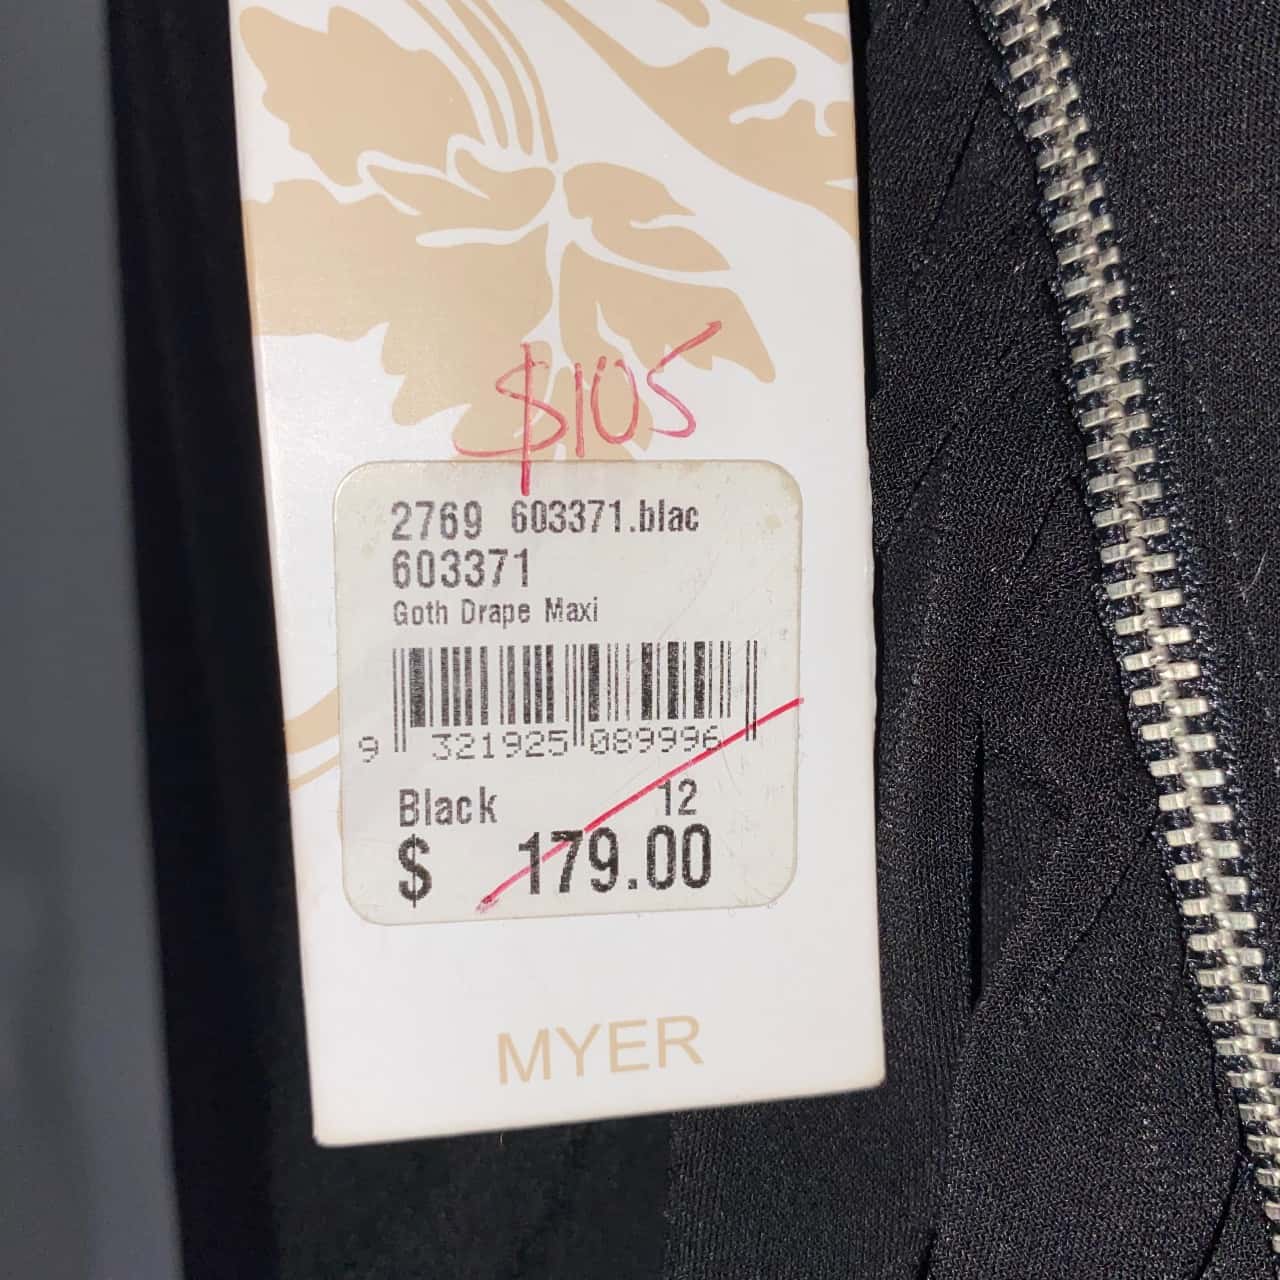 $105
2769 603371.blac
603371
Goth Drape Maxi
9 321925 089996
Black 12
$ 179.00
MYER